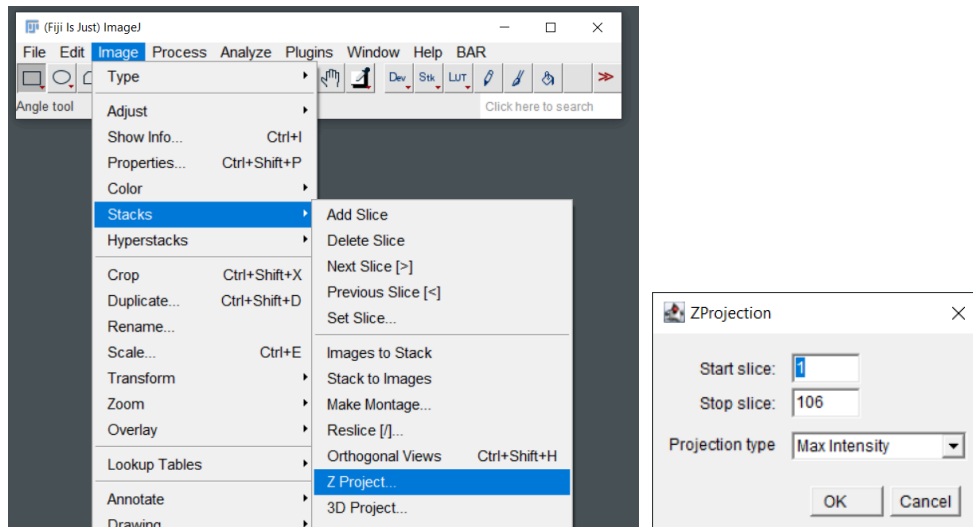 (Fiji Is Just) ImageJ
File Edit Image Process Analyze Plugins Window Help BAR
Dev Stk LUT
Angle tool
Click here to search
Type
Adjust
Show Info... Ctrl+I
Properties... Ctrl+Shift+P
Color
Stacks
Hyperstacks
Crop Ctrl+Shift+X
Duplicate... Ctrl+Shift+D
Rename...
Scale... Ctrl+E
Transform
Zoom
Overlay
Lookup Tables
Annotate
Drawing
Add Slice
Delete Slice
Next Slice [>]
Previous Slice [<]
Set Slice...
Images to Stack
Stack to Images
Make Montage...
Reslice [/]...
Orthogonal Views Ctrl+Shift+H
Z Project...
3D Project...
ZProjection
Start slice: 1
Stop slice: 106
Projection type Max Intensity
OK Cancel